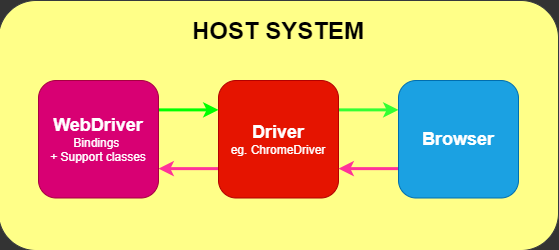 HOST SYSTEM
WebDriver
Bindings
+ Support classes
Driver
eg. ChromeDriver
Browser